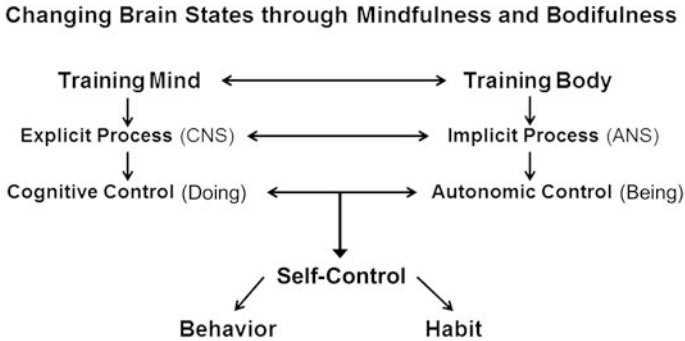 Changing Brain States through Mindfulness and Bodifulness
Training Mind Training Body
Explicit Process (CNS) Implicit Process (ANS)
Cognitive Control (Doing) Autonomic Control (Being)
Self-Control
Behavior Habit